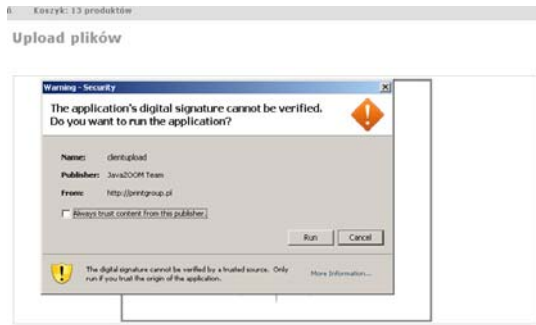 Koszyk: 13 produktów
Upload plików
Warning - Security
The application's digital signature cannot be verified.
Do you want to run the application?
Name: clientupload
Publisher: JavaZOOM Team
From: http://printgroup.pl
Always trust content from this publisher.
Run Cancel
The digital signature cannot be verified by a trusted source. Only
run if you trust the origin of the application.
More Information...